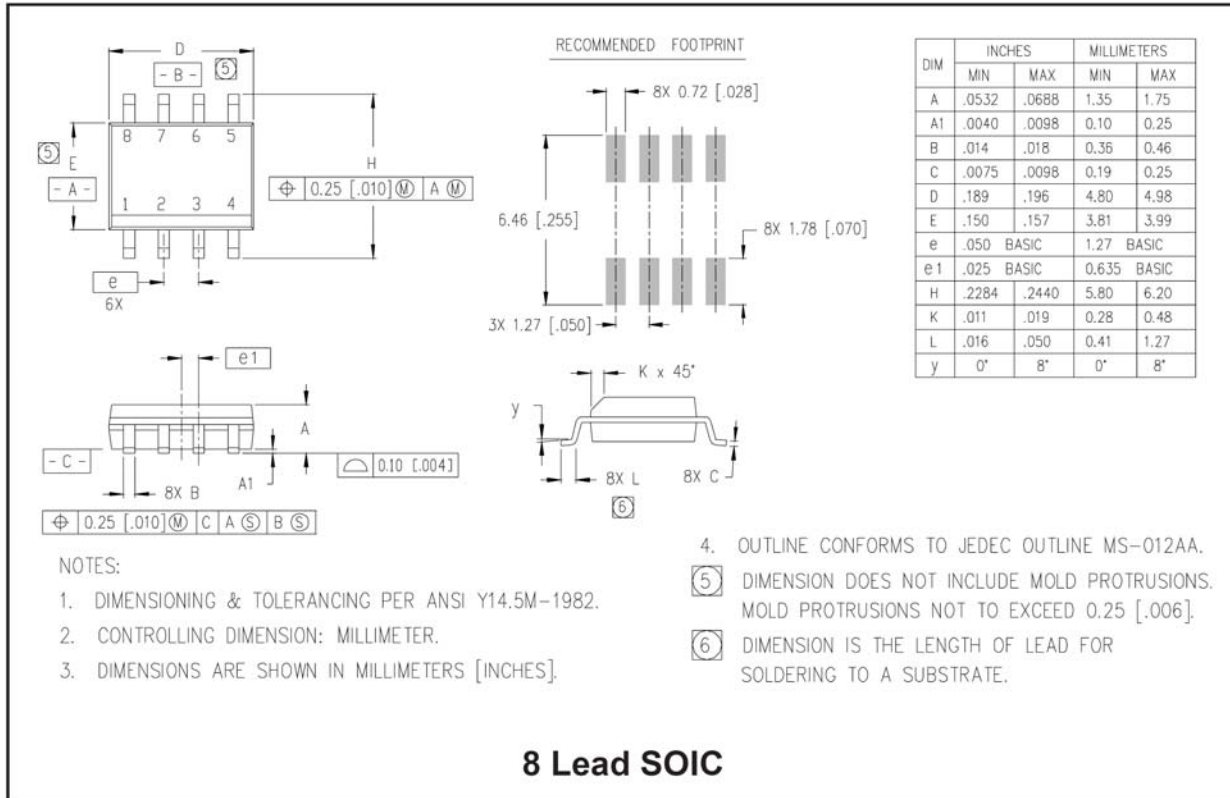 D
- B -
5
8 7 6 5
5
E
- A -
H
⌖ 0.25 [.010] Ⓜ A Ⓜ
1 2 3 4
e
6X
RECOMMENDED FOOTPRINT
8X 0.72 [.028]
6.46 [.255]
8X 1.78 [.070]
3X 1.27 [.050]
DIM INCHES MILLIMETERS
MIN MAX MIN MAX
A .0532 .0688 1.35 1.75
A1 .0040 .0098 0.10 0.25
B .014 .018 0.36 0.46
C .0075 .0098 0.19 0.25
D .189 .196 4.80 4.98
E .150 .157 3.81 3.99
e .050 BASIC 1.27 BASIC
e1 .025 BASIC 0.635 BASIC
H .2284 .2440 5.80 6.20
K .011 .019 0.28 0.48
L .016 .050 0.41 1.27
y 0° 8° 0° 8°
e1
A
- C -
8X B
A1
⌓ 0.10 [.004]
⌖ 0.25 [.010] Ⓜ C A Ⓢ B Ⓢ
K x 45°
y
8X L
6
8X C
NOTES:
1. DIMENSIONING & TOLERANCING PER ANSI Y14.5M-1982.
2. CONTROLLING DIMENSION: MILLIMETER.
3. DIMENSIONS ARE SHOWN IN MILLIMETERS [INCHES].
4. OUTLINE CONFORMS TO JEDEC OUTLINE MS-012AA.
5 DIMENSION DOES NOT INCLUDE MOLD PROTRUSIONS.
MOLD PROTRUSIONS NOT TO EXCEED 0.25 [.006].
6 DIMENSION IS THE LENGTH OF LEAD FOR
SOLDERING TO A SUBSTRATE.
8 Lead SOIC